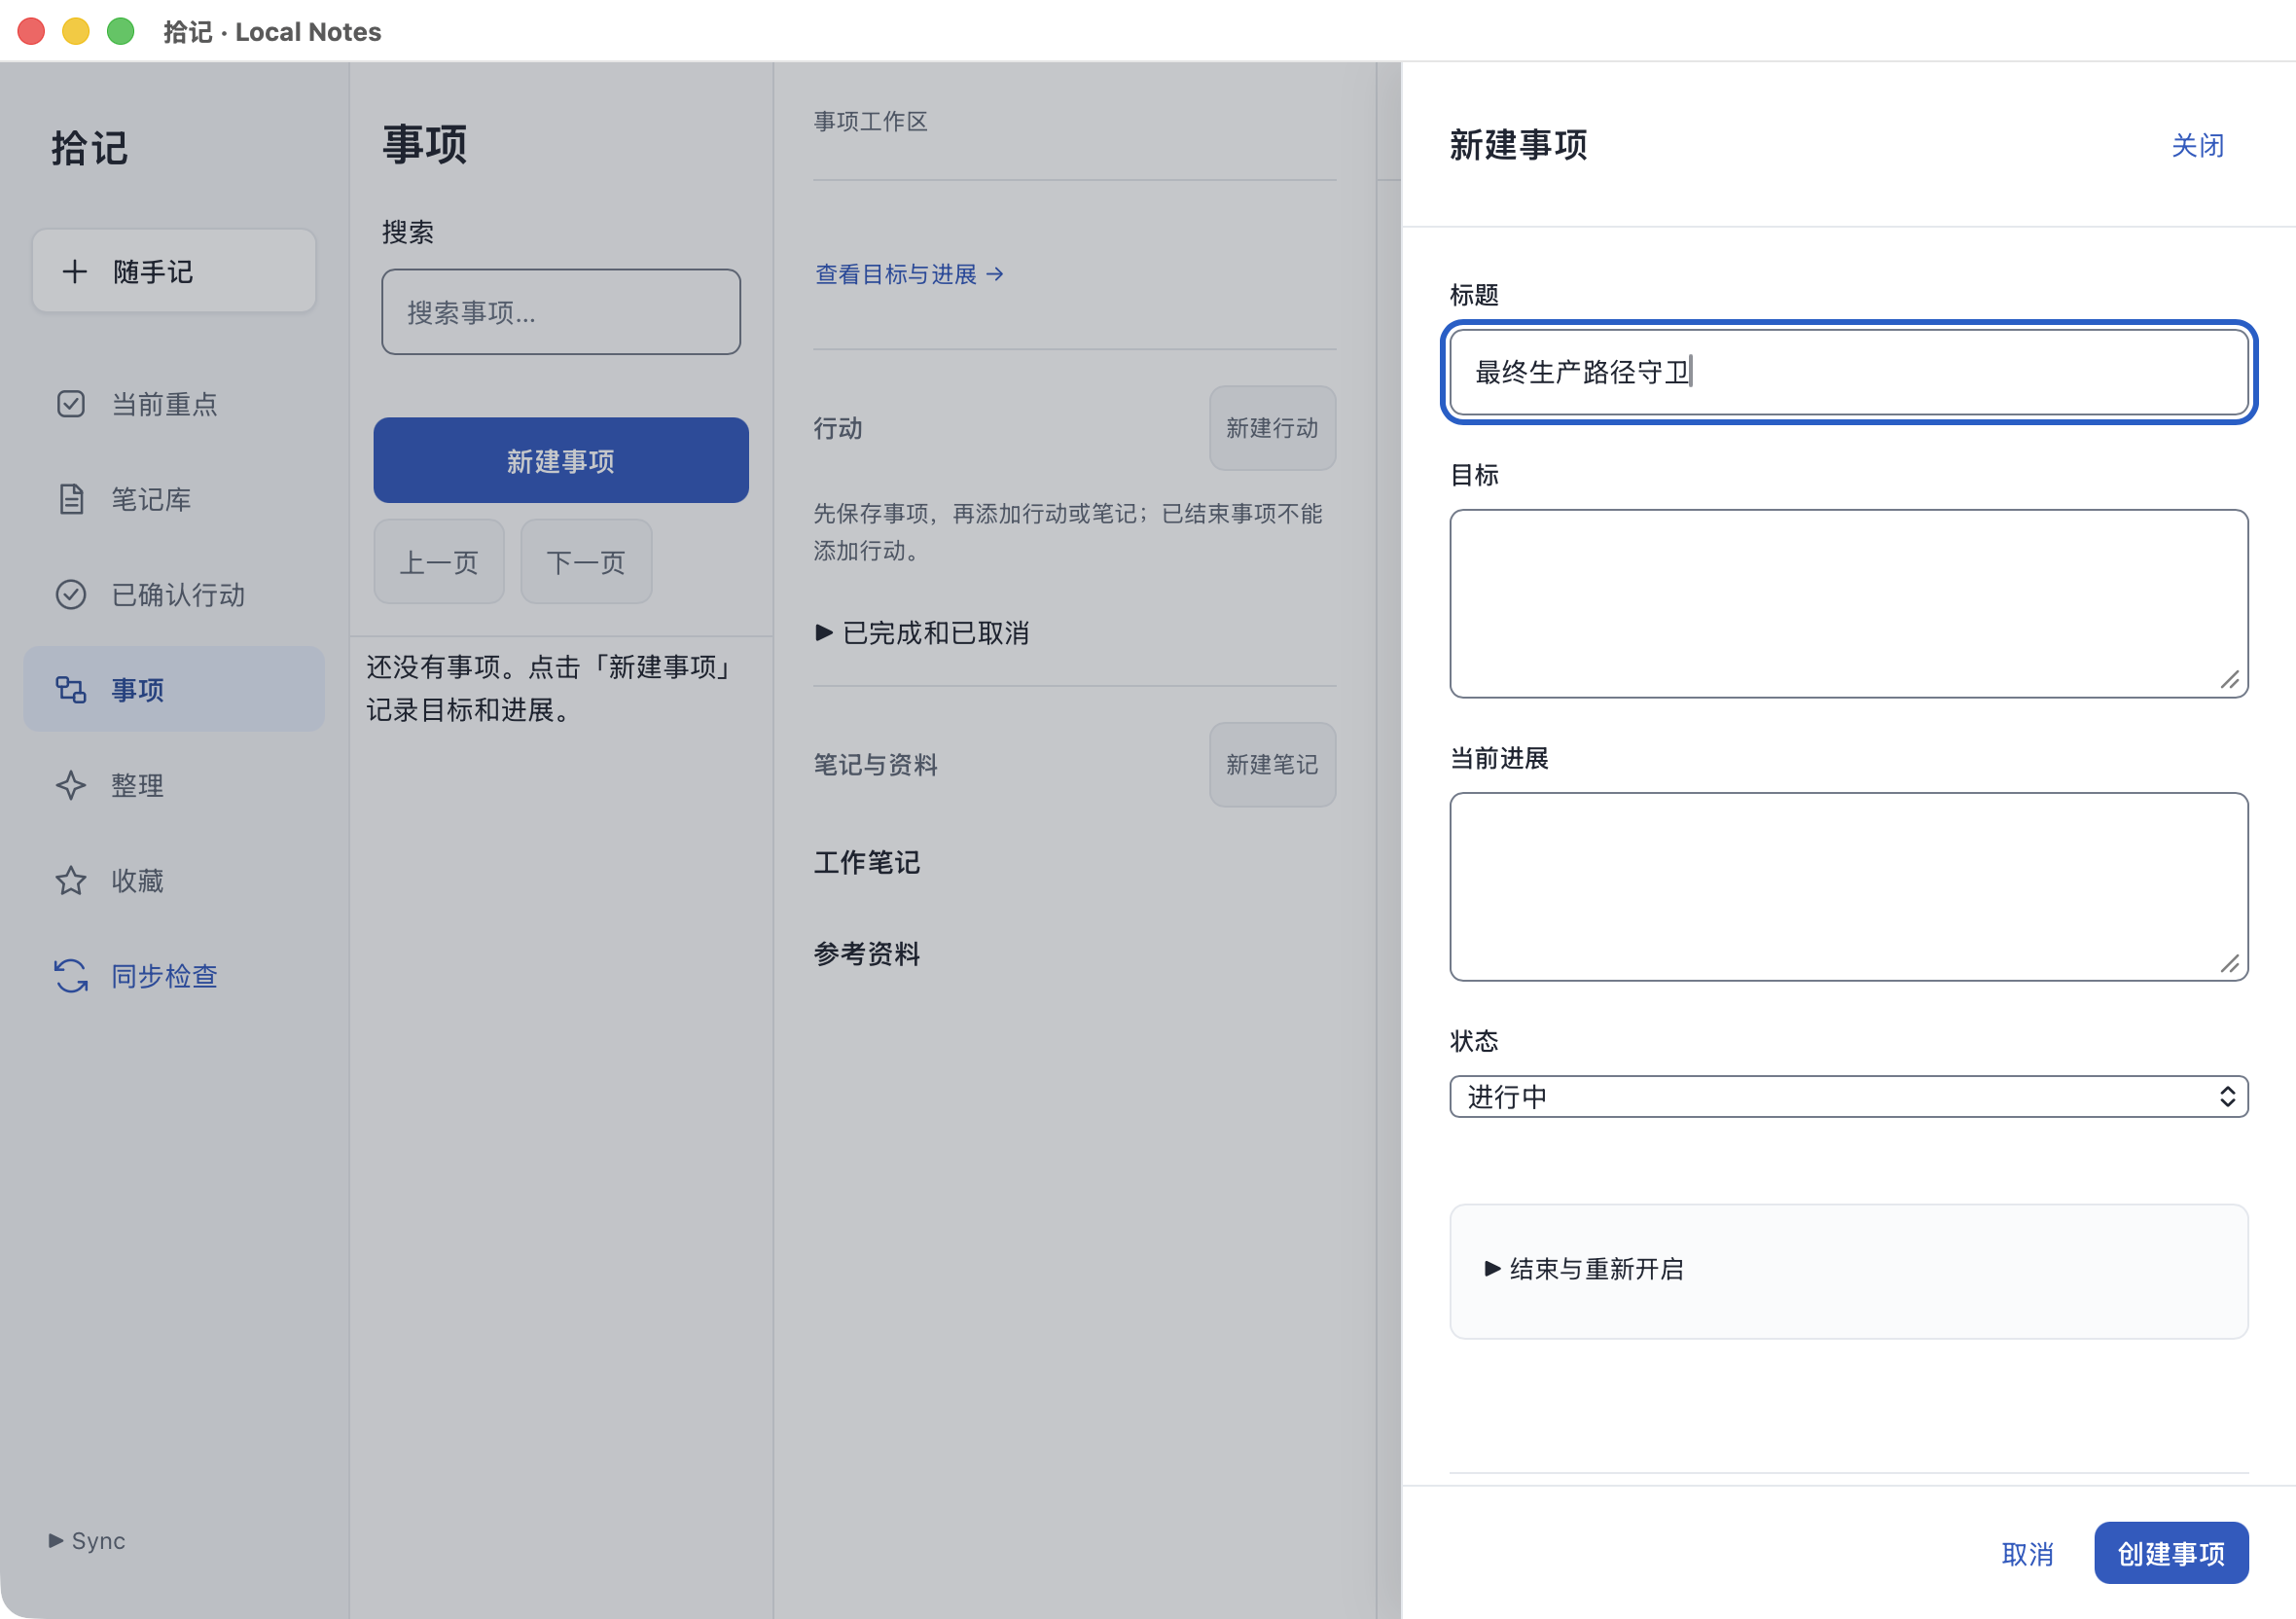 拾记 · Local Notes
拾记
随手记
当前重点
笔记库
已确认行动
事项
整理
收藏
同步检查
Sync
事项
搜索
搜索事项...
新建事项
上一页
下一页
还没有事项。点击「新建事项」
记录目标和进展。
事项工作区
查看目标与进展 →
行动
新建行动
先保存事项，再添加行动或笔记；已结束事项不能
添加行动。
已完成和已取消
笔记与资料
新建笔记
工作笔记
参考资料
新建事项
关闭
标题
最终生产路径守卫
目标
当前进展
状态
进行中
结束与重新开启
取消
创建事项